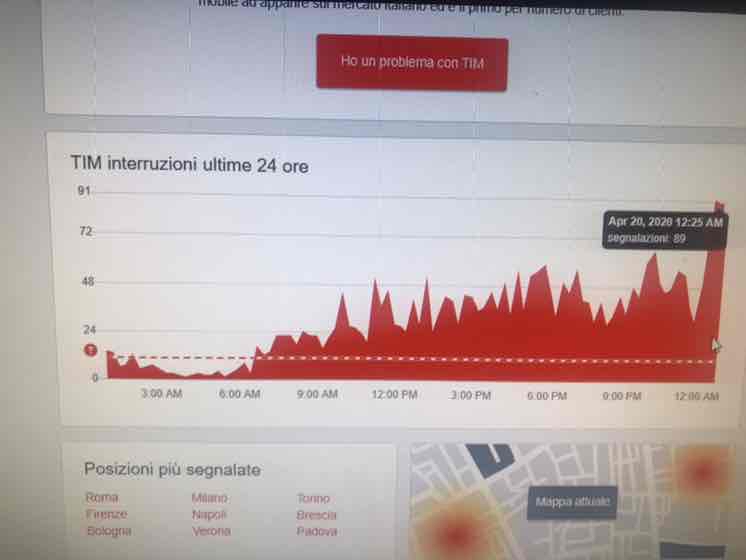 mobile ad apparire sul mercato italiano ed è il primo per numero di clienti.
Ho un problema con TIM
TIM interruzioni ultime 24 ore
91
72
48
24
0
Apr 20, 2020 12:25 AM
segnalazioni: 89
3:00 AM 6:00 AM 9:00 AM 12:00 PM 3:00 PM 6:00 PM 9:00 PM 12:00 AM
Posizioni più segnalate
Roma Milano Torino
Firenze Napoli Brescia
Bologna Verona Padova
Mappa attuale